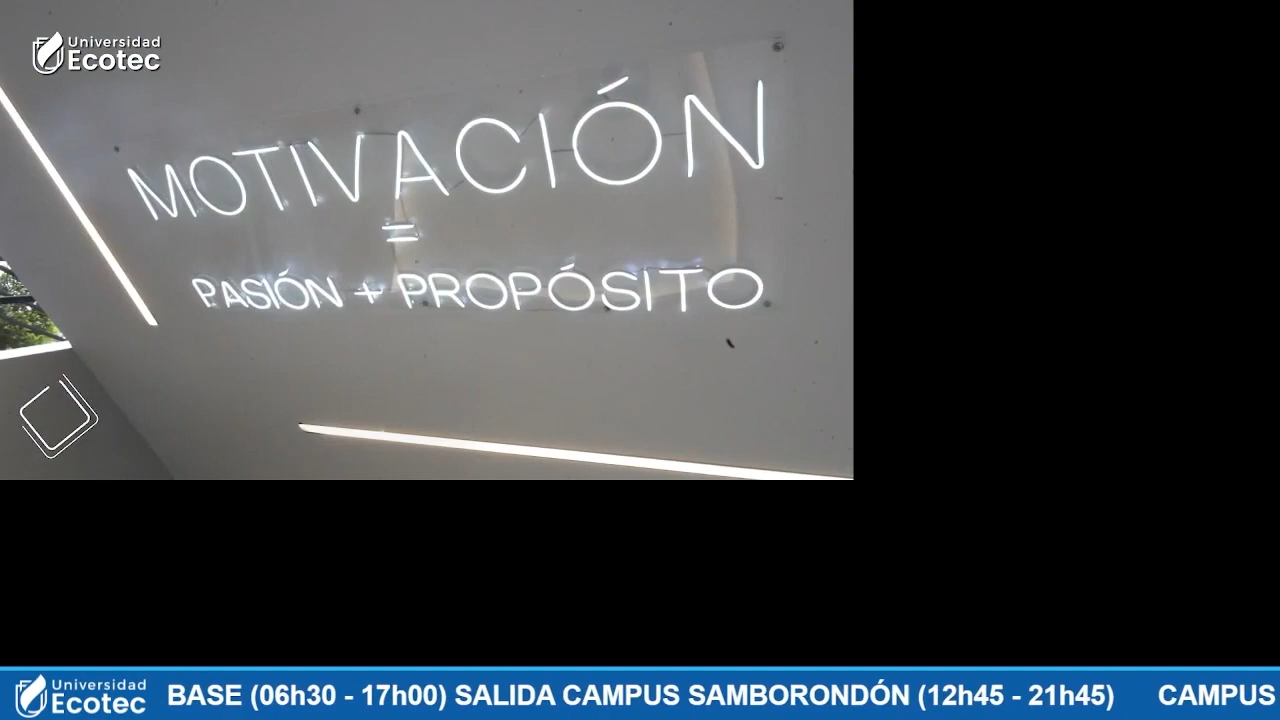 Universidad
Ecotec
MOTIVACIÓN
=
PASIÓN + PROPÓSITO
Universidad
Ecotec
BASE (06h30 - 17h00) SALIDA CAMPUS SAMBORONDÓN (12h45 - 21h45) CAMPUS